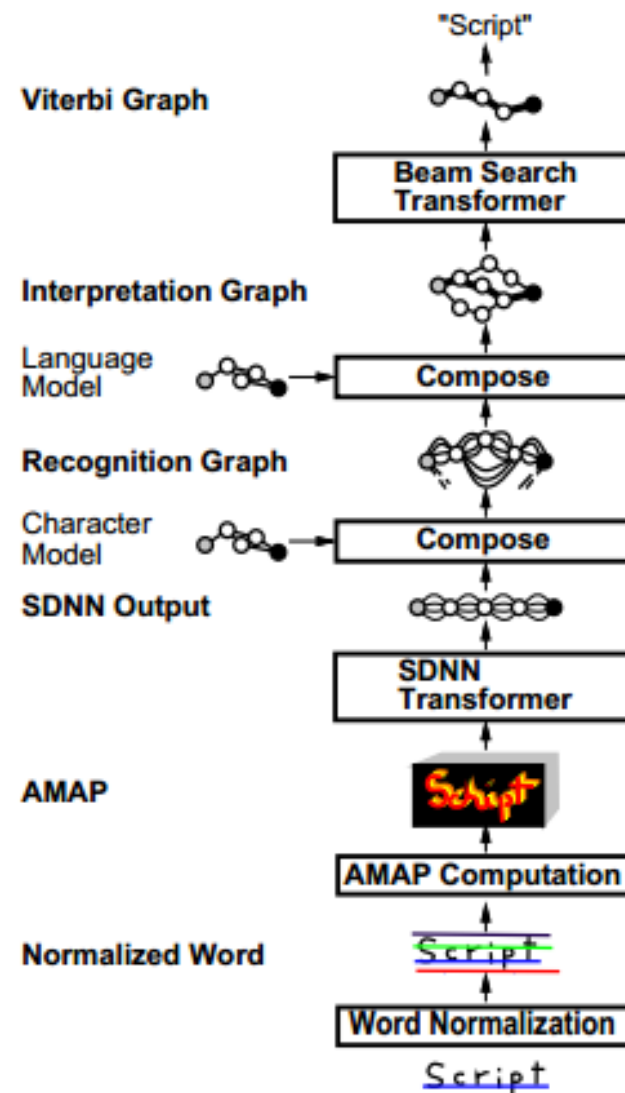 "Script"
Viterbi Graph
Beam Search
Transformer
Interpretation Graph
Language
Model
Compose
Recognition Graph
Character
Model
Compose
SDNN Output
SDNN
Transformer
AMAP
Script
AMAP Computation
Normalized Word
Script
Word Normalization
Script